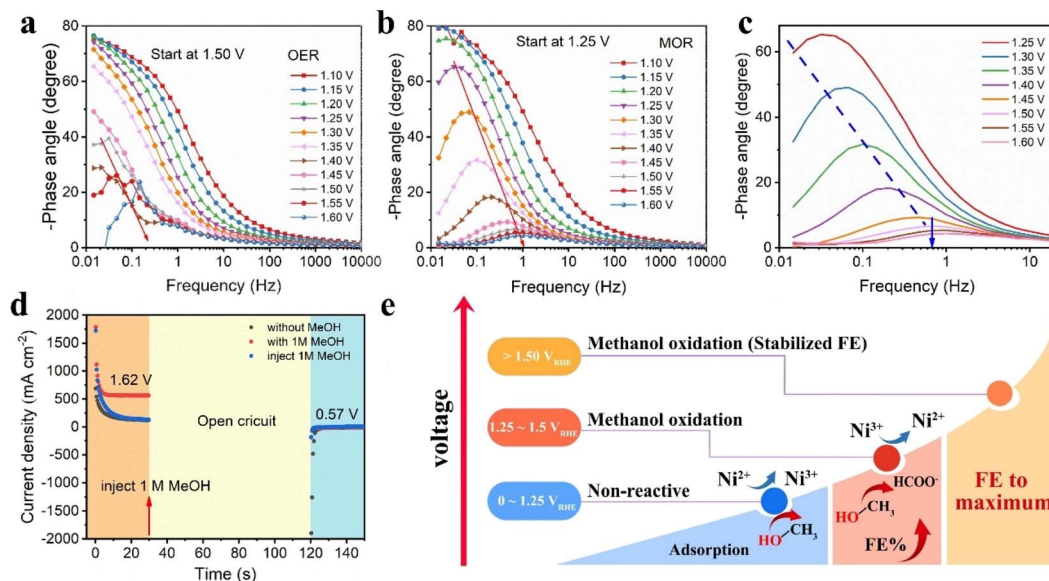 a
Start at 1.50 V
OER
1.10 V
1.15 V
1.20 V
1.25 V
1.30 V
1.35 V
1.40 V
1.45 V
1.50 V
1.55 V
1.60 V
-Phase angle (degree)
80
60
40
20
0
0.01 0.1 1 10 100 1000 10000
Frequency (Hz)
b
Start at 1.25 V
MOR
1.10 V
1.15 V
1.20 V
1.25 V
1.30 V
1.35 V
1.40 V
1.45 V
1.50 V
1.55 V
1.60 V
-Phase angle (degree)
80
60
40
20
0
0.01 0.1 1 10 100 1000 10000
Frequency (Hz)
c
1.25 V
1.30 V
1.35 V
1.40 V
1.45 V
1.50 V
1.55 V
1.60 V
-Phase angle (degree)
60
40
20
0
0.01 0.1 1 10
Frequency (Hz)
d
without MeOH
with 1M MeOH
inject 1M MeOH
1.62 V
Open cricuit
0.57 V
inject 1 M MeOH
Current density (mA cm⁻²)
2000
1500
1000
500
0
-500
-1000
-1500
-2000
0 20 40 60 80 100 120 140
Time (s)
e
voltage
> 1.50 VRHE
Methanol oxidation (Stabilized FE)
1.25 ~ 1.5 VRHE
Methanol oxidation
0 ~ 1.25 VRHE
Non-reactive
Ni²⁺
Ni³⁺
HO
CH₃
Adsorption
Ni³⁺
Ni²⁺
HCOO⁻
HO
CH₃
FE%
FE to
maximum